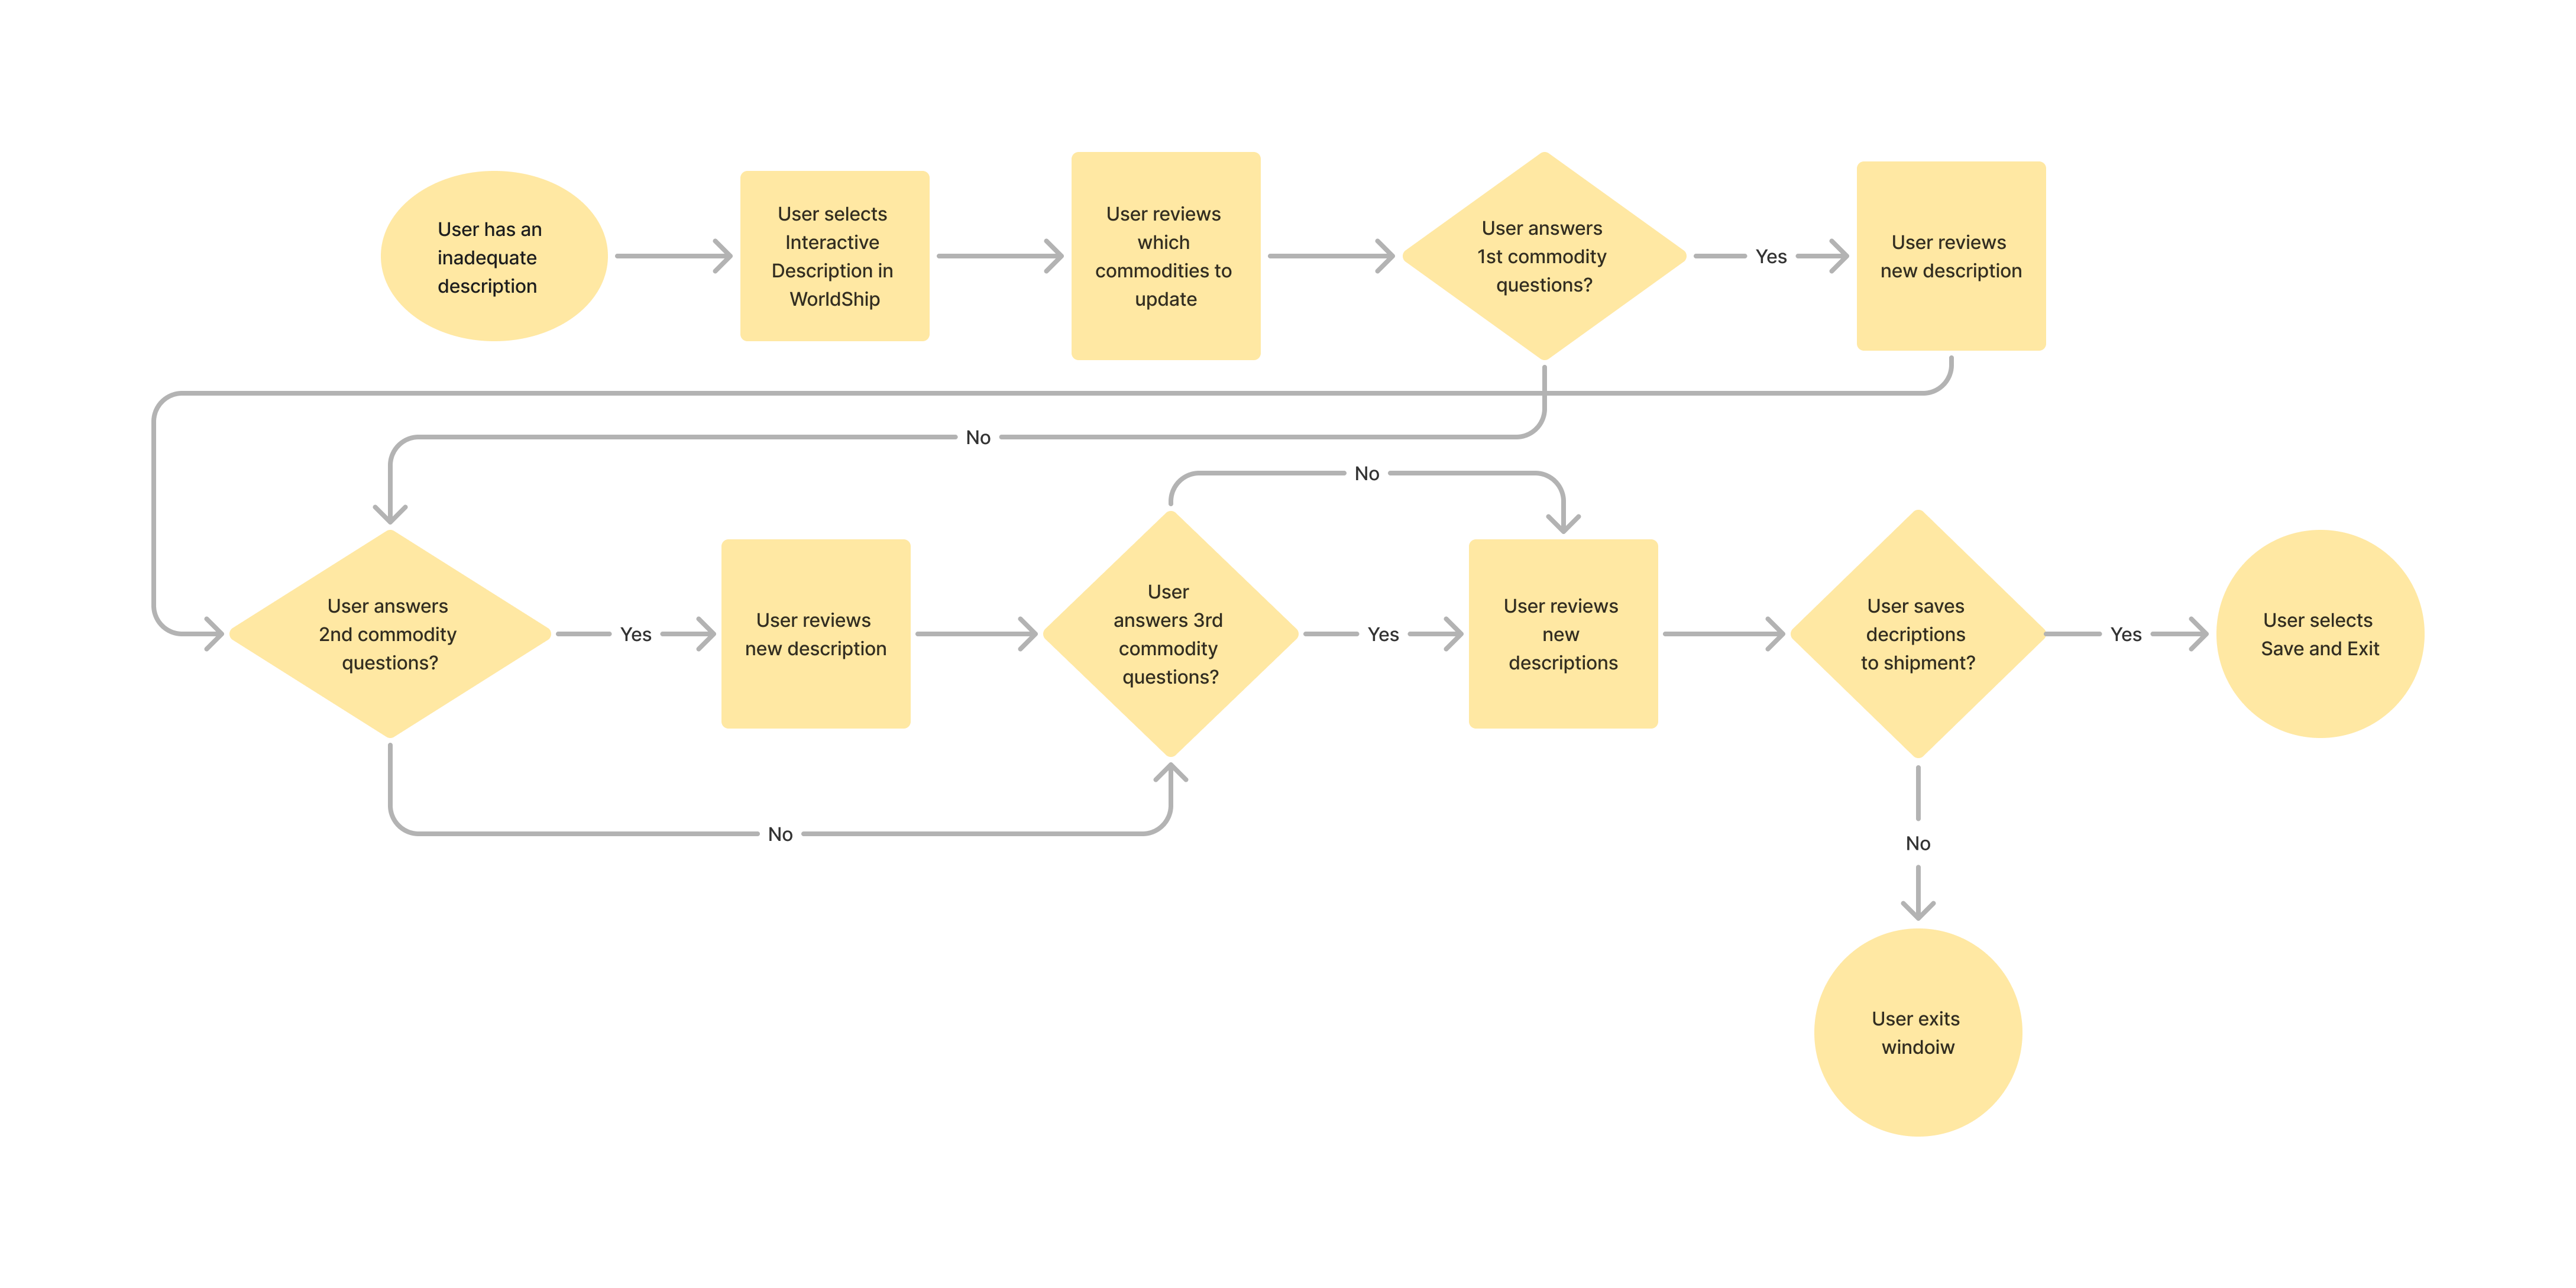 User has an
inadequate
description
User selects
Interactive
Description in
WorldShip
User reviews
which
commodities to
update
User answers
1st commodity
questions?
Yes
User reviews
new description
No
No
User answers
2nd commodity
questions?
Yes
User reviews
new description
User
answers 3rd
commodity
questions?
Yes
User reviews
new
descriptions
User saves
decriptions
to shipment?
Yes
User selects
Save and Exit
No
No
User exits
windoiw